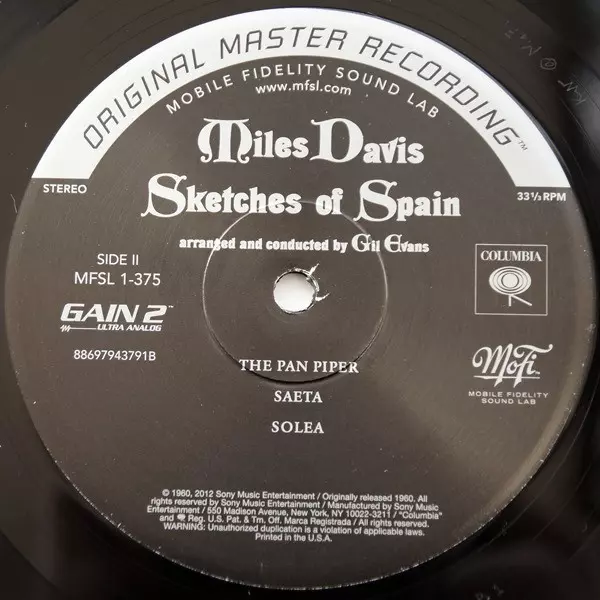 ORIGINAL MASTER RECORDING™
MOBILE FIDELITY SOUND LAB
www.mfsl.com
Miles Davis
STEREO
33 1/3 RPM
Sketches of Spain
arranged and conducted by Gil Evans
SIDE II
MFSL 1-375
COLUMBIA
GAIN 2™
ULTRA ANALOG
88697943791B
MoFi™
MOBILE FIDELITY
SOUND LAB
THE PAN PIPER
SAETA
SOLEA
© 1960, 2012 Sony Music Entertainment / Originally released 1960. All
rights reserved by Sony Music Entertainment / Manufactured by Sony Music
Entertainment / 550 Madison Avenue, New York, NY 10022-3211 / "Columbia"
and Reg. U.S. Pat. & Tm. Off. Marca Registrada / All rights reserved.
WARNING: Unauthorized duplication is a violation of applicable laws.
Printed in the U.S.A.